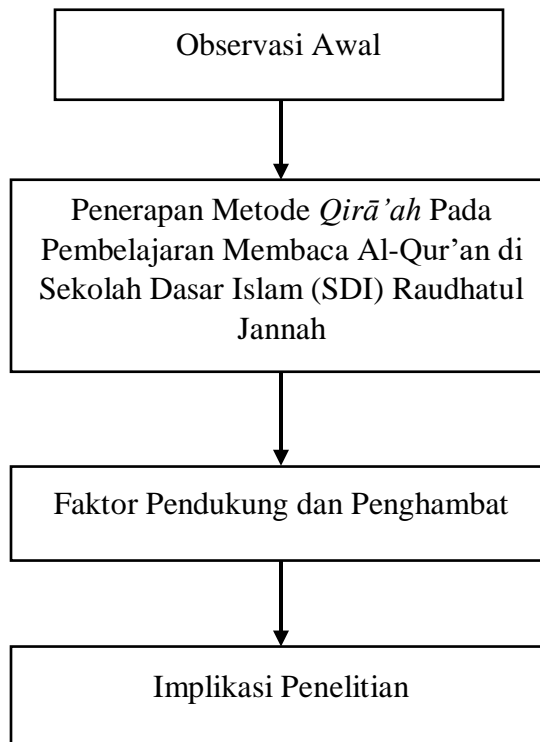 Observasi Awal
Penerapan Metode Qirā’ah Pada
Pembelajaran Membaca Al-Qur’an di
Sekolah Dasar Islam (SDI) Raudhatul
Jannah
Faktor Pendukung dan Penghambat
Implikasi Penelitian